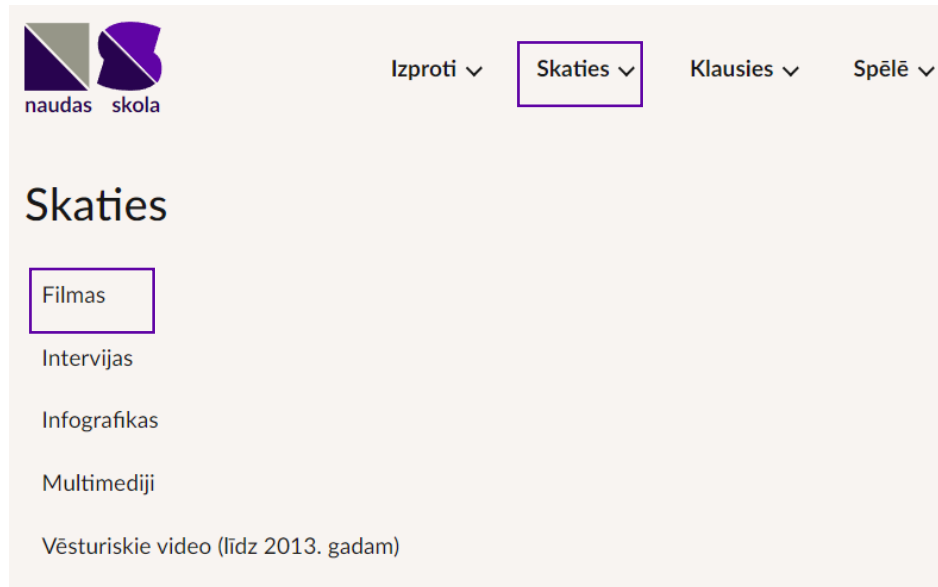 naudas skola
Izproti Skaties Klausies Spēlē
Skaties
Filmas
Intervijas
Infografikas
Multimediji
Vēsturiskie video (līdz 2013. gadam)